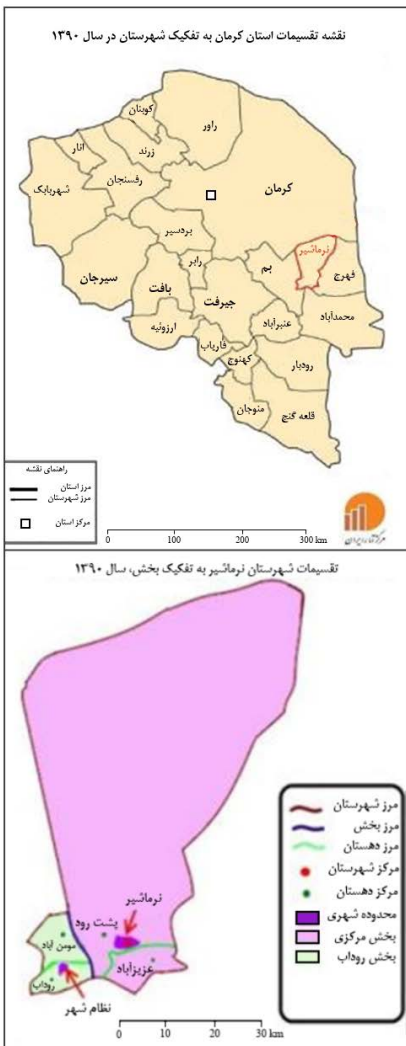 نقشه تقسیمات استان کرمان به تفکیک شهرستان در سال ۱۳۹۰
کوبنان
راور
انار
زرند
شهربابک
رفسنجان
کرمان
بردسیر
نرماشیر
سیرجان
بافت
رابر
بم
فهرج
جیرفت
ارزوئیه
عنبرآباد
محمدآباد
فاریاب
کهنوج
رودبار
منوجان
قلعه گنج
راهنمای نقشه
مرز استان
مرز شهرستان
مرکز استان
0 100 200 300 km
مرکز آمار ایران
تقسیمات شهرستان نرماشیر به تفکیک بخش، سال ۱۳۹۰
مرز شهرستان
مرز بخش
مرز دهستان
مرکز شهرستان
مرکز دهستان
محدوده شهری
بخش مرکزی
بخش روداب
نرماشیر
پشت رود
مومن آباد
عزیزآباد
روداب
نظام شهر
0 10 20 30 km